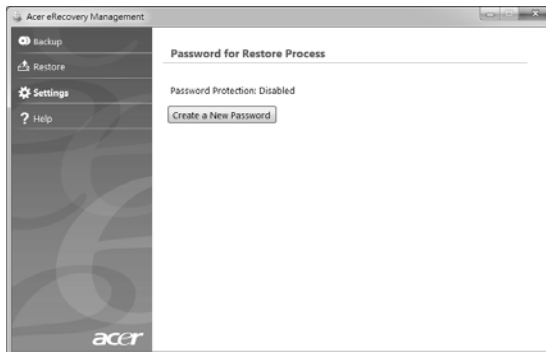 Acer eRecovery Management
Backup
Restore
Settings
? Help
Password for Restore Process
Password Protection: Disabled
Create a New Password
acer